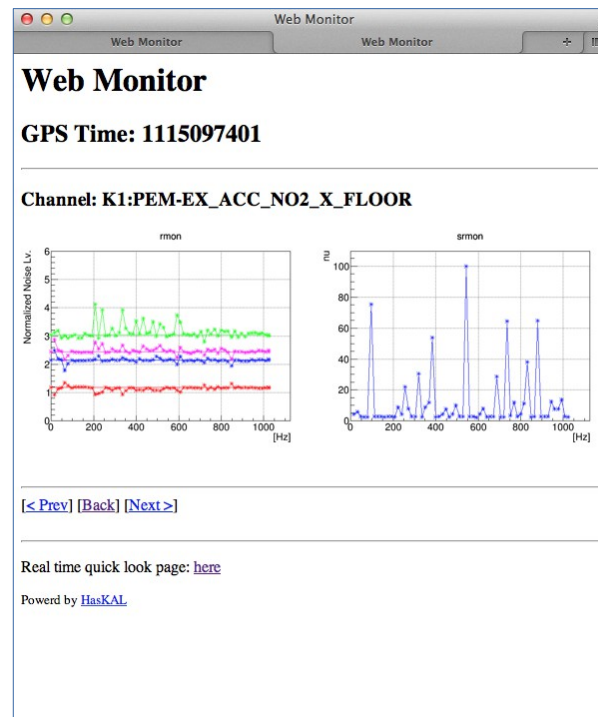 Web Monitor
Web Monitor
Web Monitor
Web Monitor
GPS Time: 1115097401
Channel: K1:PEM-EX_ACC_NO2_X_FLOOR
rmon
Normalized Noise Lv.
6
5
4
3
2
1
0
200
400
600
800
1000
[Hz]
srmon
nu
100
80
60
40
20
0
0
200
400
600
800
1000
[Hz]
[< Prev] [Back] [Next >]
Real time quick look page: here
Powerd by HasKAL